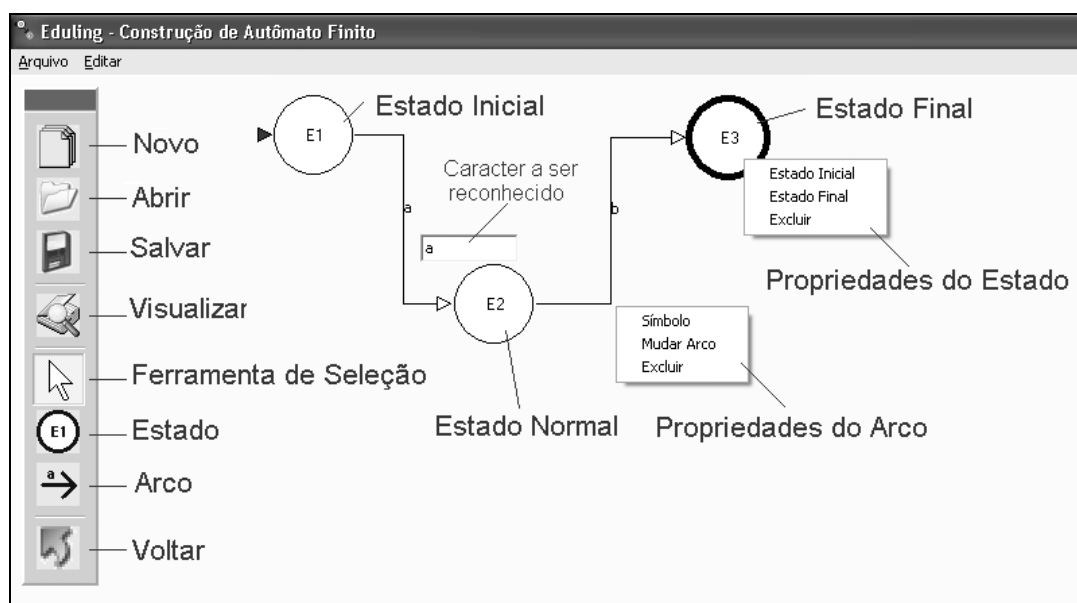 Eduling - Construção de Autômato Finito
Arquivo Editar
Novo
Abrir
Salvar
Visualizar
Ferramenta de Seleção
E1
Estado
a
Arco
Voltar
E1
Estado Inicial
a
Caracter a ser
reconhecido
a
E2
Estado Normal
b
E3
Estado Final
Estado Inicial
Estado Final
Excluir
Propriedades do Estado
Símbolo
Mudar Arco
Excluir
Propriedades do Arco